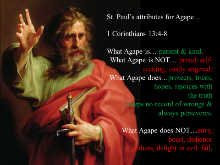 St. Paul's attributes for Agape…
1 Corinthians 13:4-8
What Agape is… patient & kind.
What Agape is NOT… proud, self-
seeking, easily angered.
What Agape does…protects, trusts,
hopes, rejoices with
the truth
keeps no record of wrongs &
always perseveres.
What Agape does NOT…envy,
boast, dishonor
others, delight in evil, fail.